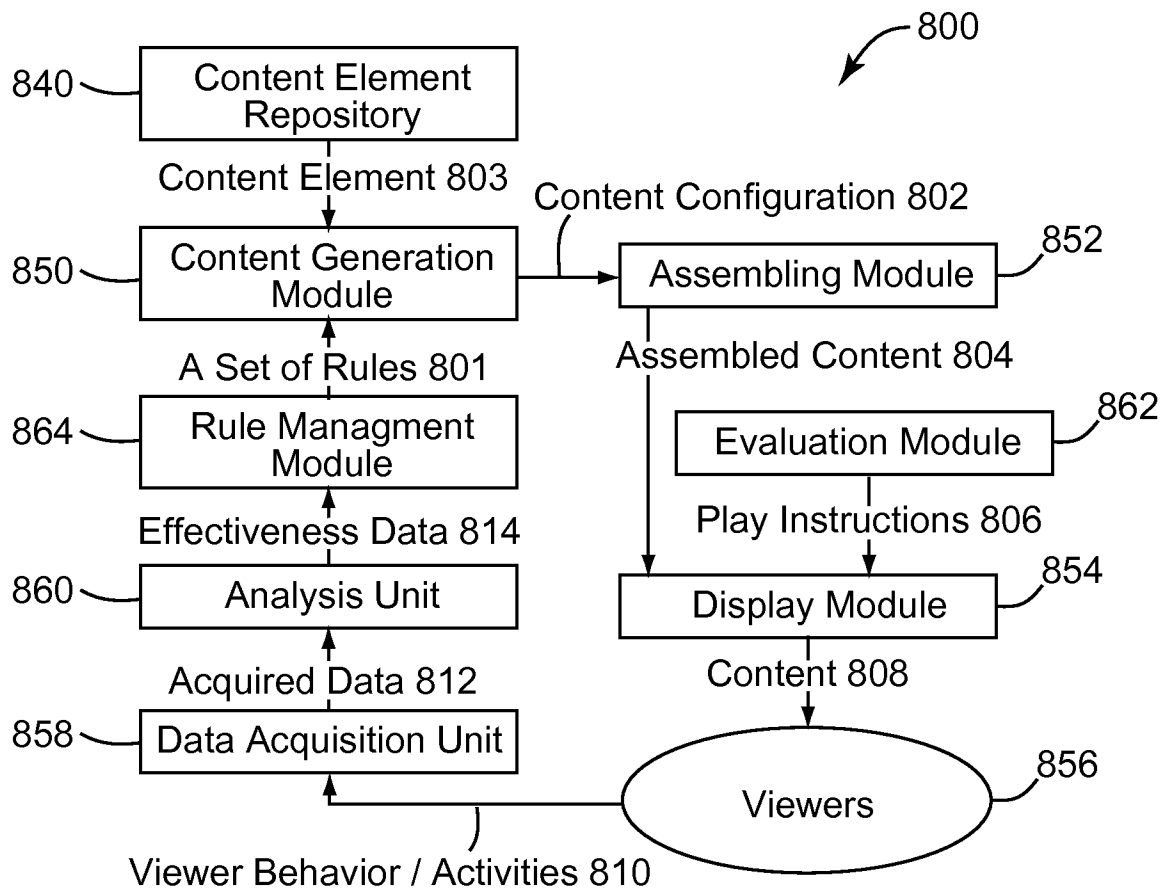 800
840
Content Element
Repository
Content Element 803
Content Configuration 802
850
Content Generation
Module
852
Assembling Module
A Set of Rules 801
Assembled Content 804
864
Rule Managment
Module
862
Evaluation Module
Effectiveness Data 814
Play Instructions 806
860
Analysis Unit
854
Display Module
Acquired Data 812
Content 808
858
Data Acquisition Unit
856
Viewers
Viewer Behavior / Activities 810